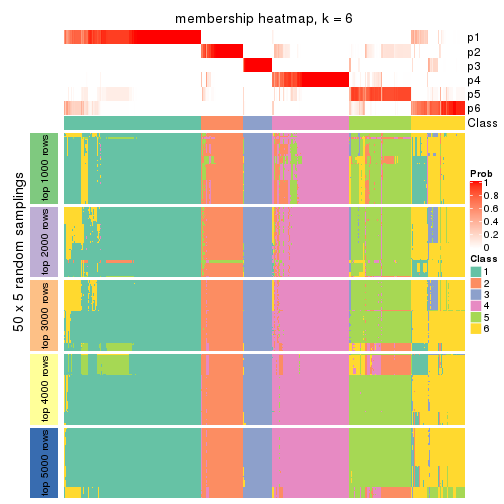 membership heatmap, k = 6
p1
p2
p3
p4
p5
p6
Class
50 x 5 random samplings
top 1000 rows
top 2000 rows
top 3000 rows
top 4000 rows
top 5000 rows
Prob
1
0.8
0.6
0.4
0.2
0
Class
1
2
3
4
5
6